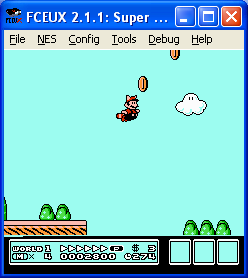 FCEUX 2.1.1: Super ...
File NES Config Tools Debug Help
WORLD 1 P $ 3
M x 4 0002800 274